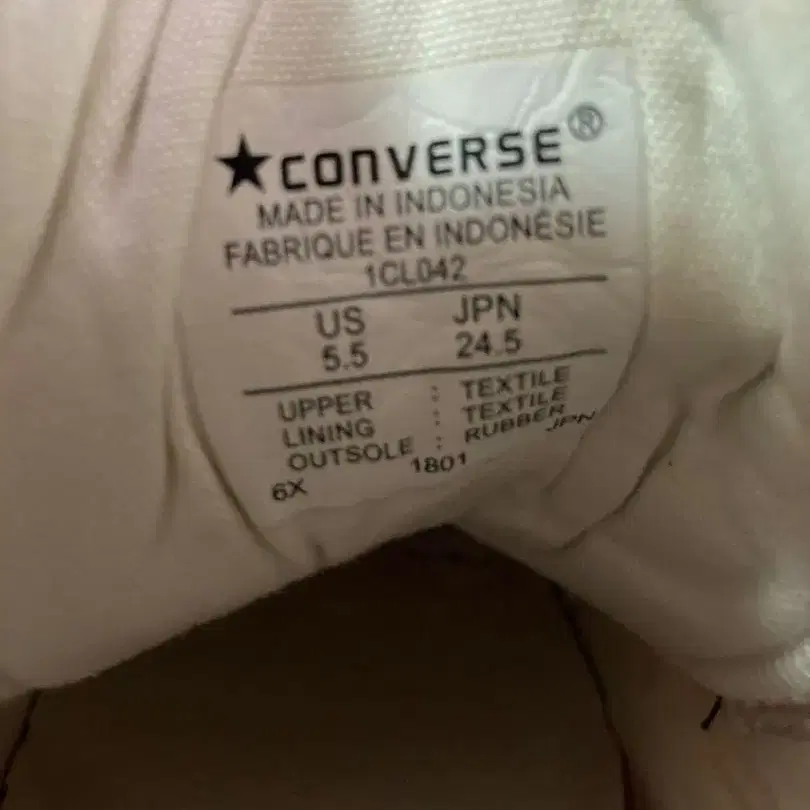 ★CONVERSE®
MADE IN INDONESIA
FABRIQUE EN INDONÉSIE
1CL042
US JPN
5.5 24.5
UPPER : TEXTILE
LINING : TEXTILE
OUTSOLE : RUBBER
JPN
6X 1801